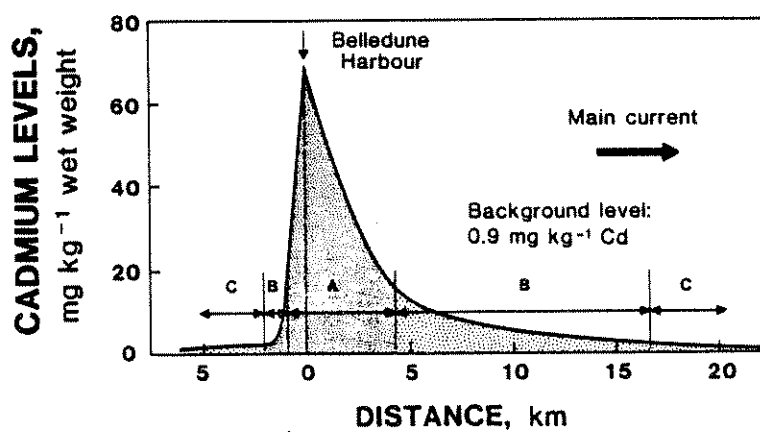 CADMIUM LEVELS,
mg kg⁻¹ wet weight
80
60
40
20
0
Belledune
Harbour
Main current
Background level:
0.9 mg kg⁻¹ Cd
C B A B C
5 0 5 10 15 20
DISTANCE, km